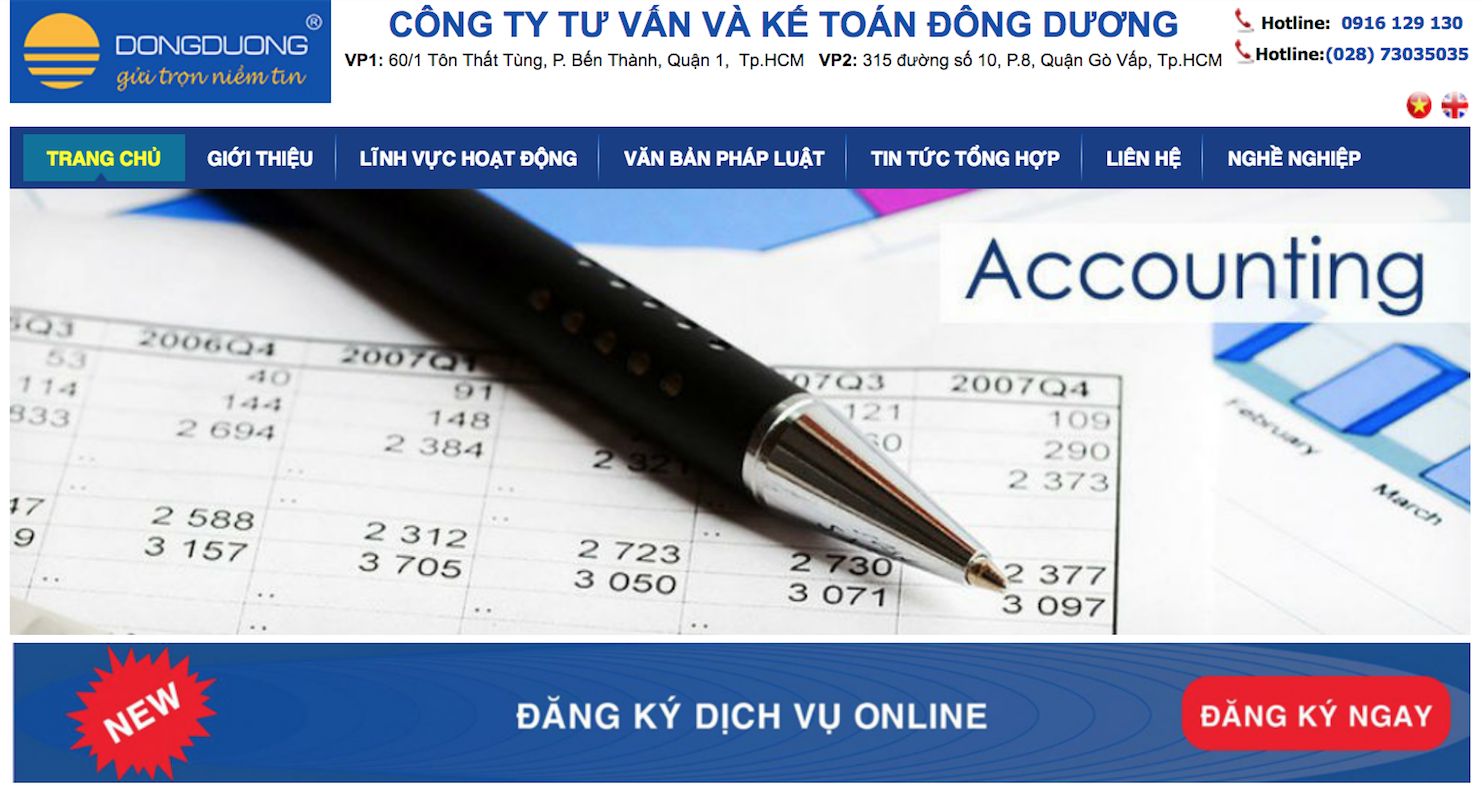 DONGDUONG®
gửi trọn niềm tin
CÔNG TY TƯ VẤN VÀ KẾ TOÁN ĐÔNG DƯƠNG
VP1: 60/1 Tôn Thất Tùng, P. Bến Thành, Quận 1, Tp.HCM VP2: 315 đường số 10, P.8, Quận Gò Vấp, Tp.HCM
Hotline: 0916 129 130
Hotline:(028) 73035035
TRANG CHỦ GIỚI THIỆU LĨNH VỰC HOẠT ĐỘNG VĂN BẢN PHÁP LUẬT TIN TỨC TỔNG HỢP LIÊN HỆ NGHỀ NGHIỆP
Accounting
2006Q4 2007Q1 2007Q4
53 40 91 121 109
114 144 148 290
2 694 2 384 2 373
2 588 2 312 2 723 2 730 2 377
3 157 3 705 3 050 3 071 3 097
February
March
NEW
ĐĂNG KÝ DỊCH VỤ ONLINE
ĐĂNG KÝ NGAY